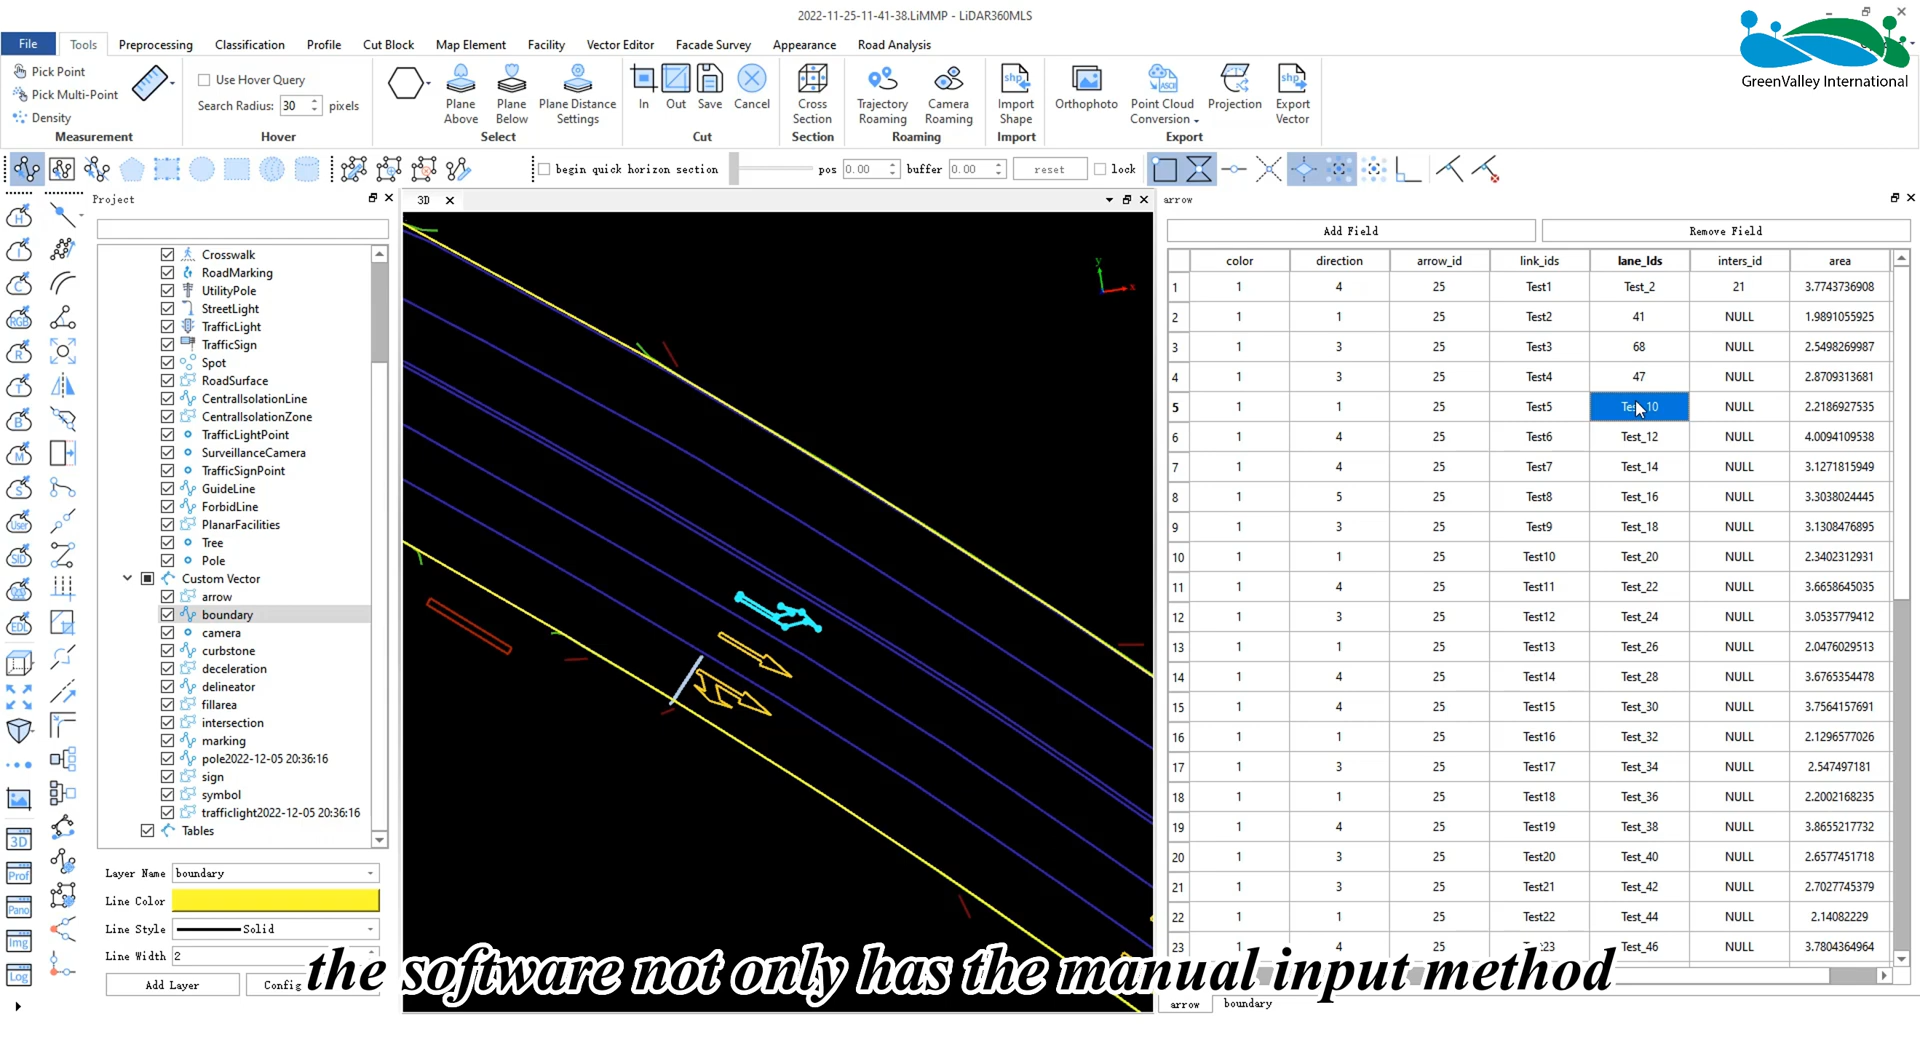 2022-11-25-11-41-38.LiMMP - LiDAR360MLS
GreenValley International
File Tools Preprocessing Classification Profile Cut Block Map Element Facility Vector Editor Facade Survey Appearance Road Analysis
Pick Point
Pick Multi-Point
Density
Measurement
Use Hover Query
Search Radius: 30 pixels
Hover
Plane Above
Plane Below
Plane Distance Settings
Select
In Out Save Cancel
Cut
Cross Section
Section
Trajectory Roaming
Camera Roaming
Roaming
Import Shape
Import
Orthophoto
Point Cloud Conversion
Projection
Export Vector
Export
begin quick horizon section pos 0.00 buffer 0.00 reset lock
Project
Crosswalk
RoadMarking
UtilityPole
StreetLight
TrafficLight
TrafficSign
Spot
RoadSurface
CentralIsolationLine
CentralIsolationZone
TrafficLightPoint
SurveillanceCamera
TrafficSignPoint
GuideLine
ForbidLine
PlanarFacilities
Tree
Pole
Custom Vector
arrow
boundary
camera
curbstone
deceleration
delineator
fillarea
intersection
marking
pole2022-12-05 20:36:16
sign
symbol
trafficlight2022-12-05 20:36:16
Tables
Layer Name boundary
Line Color
Line Style Solid
Line Width 2
Add Layer Config
H
I
C
RGB
R
T
B
M
S
User
SID
EDL
3D
Prof
Pano
Img
Log
3D
y
x
arrow
Add Field Remove Field
color direction arrow_id link_ids lane_Ids inters_id area
1 1 4 25 Test1 Test_2 21 3.7743736908
2 1 1 25 Test2 41 NULL 1.9891055925
3 1 3 25 Test3 68 NULL 2.5498269987
4 1 3 25 Test4 47 NULL 2.8709313681
5 1 1 25 Test5 Test_10 NULL 2.2186927535
6 1 4 25 Test6 Test_12 NULL 4.0094109538
7 1 4 25 Test7 Test_14 NULL 3.1271815949
8 1 5 25 Test8 Test_16 NULL 3.3038024445
9 1 3 25 Test9 Test_18 NULL 3.1308476895
10 1 1 25 Test10 Test_20 NULL 2.3402312931
11 1 4 25 Test11 Test_22 NULL 3.6658645035
12 1 3 25 Test12 Test_24 NULL 3.0535779412
13 1 1 25 Test13 Test_26 NULL 2.0476029513
14 1 4 25 Test14 Test_28 NULL 3.6765354478
15 1 4 25 Test15 Test_30 NULL 3.7564157691
16 1 1 25 Test16 Test_32 NULL 2.1296577026
17 1 3 25 Test17 Test_34 NULL 2.547497181
18 1 1 25 Test18 Test_36 NULL 2.2002168235
19 1 4 25 Test19 Test_38 NULL 3.8655217732
20 1 3 25 Test20 Test_40 NULL 2.6577451718
21 1 3 25 Test21 Test_42 NULL 2.7027745379
22 1 1 25 Test22 Test_44 NULL 2.14082229
23 1 4 25 Test_46 NULL 3.7804364964
arrow boundary
the software not only has the manual input method